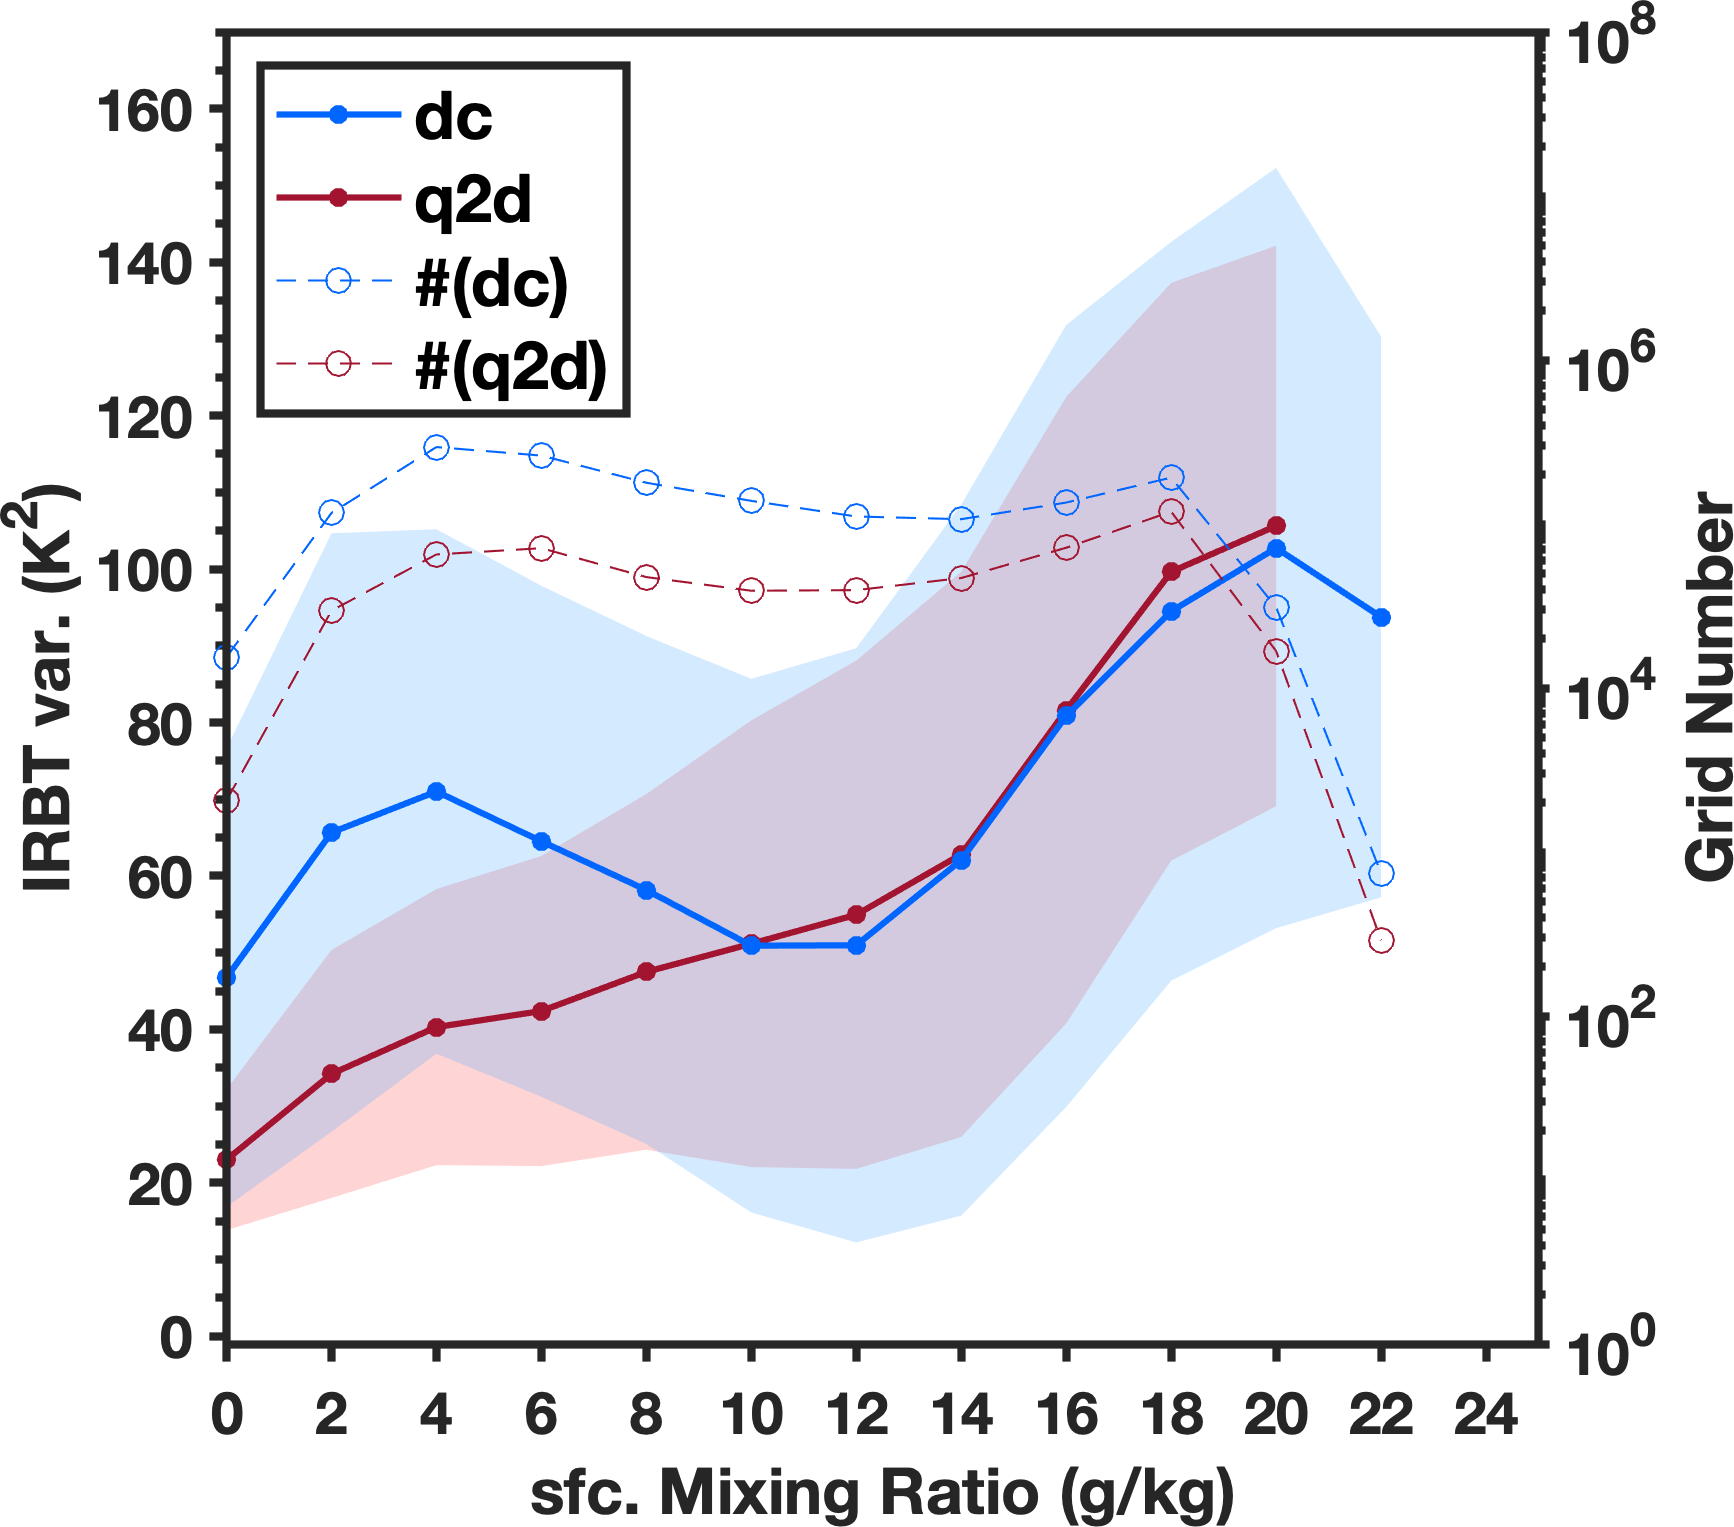 dc
q2d
#(dc)
#(q2d)
IRBT var. (K²)
160
140
120
100
80
60
40
20
0
10⁸
10⁶
10⁴
10²
10⁰
Grid Number
0 2 4 6 8 10 12 14 16 18 20 22 24
sfc. Mixing Ratio (g/kg)